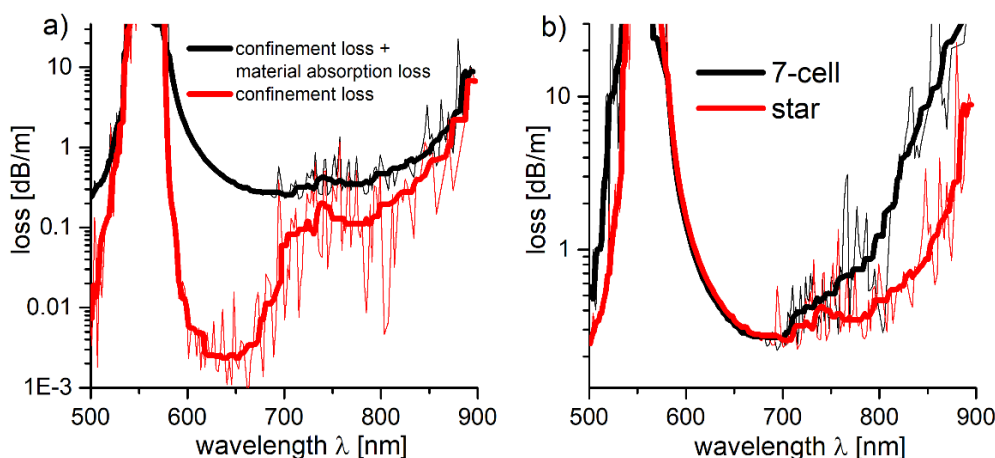 a)
confinement loss +
material absorption loss
confinement loss
10
1
0.1
0.01
1E-3
loss [dB/m]
500 600 700 800 900
wavelength λ [nm]
b)
7-cell
star
10
1
loss [dB/m]
500 600 700 800 900
wavelength λ [nm]